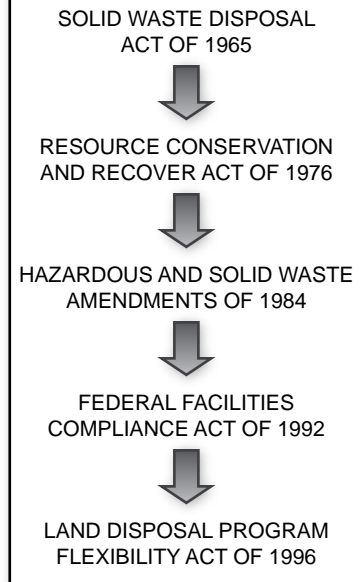 SOLID WASTE DISPOSAL
ACT OF 1965
RESOURCE CONSERVATION
AND RECOVER ACT OF 1976
HAZARDOUS AND SOLID WASTE
AMENDMENTS OF 1984
FEDERAL FACILITIES
COMPLIANCE ACT OF 1992
LAND DISPOSAL PROGRAM
FLEXIBILITY ACT OF 1996